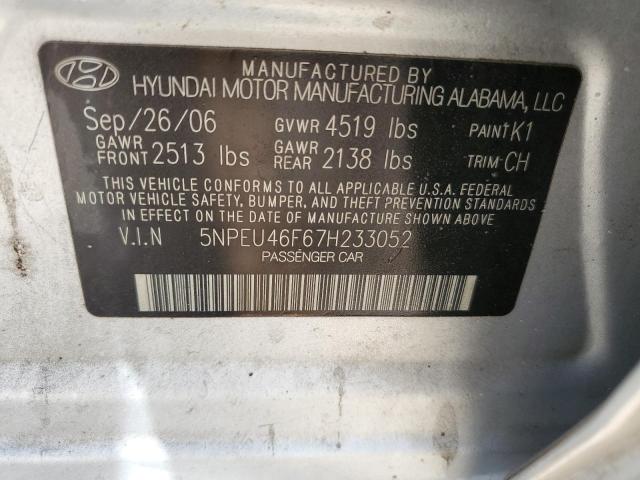 MANUFACTURED BY
HYUNDAI MOTOR MANUFACTURING ALABAMA, LLC
Sep/26/06 GVWR 4519 lbs PAINT K1
GAWR FRONT 2513 lbs GAWR REAR 2138 lbs TRIM CH
THIS VEHICLE CONFORMS TO ALL APPLICABLE U.S.A. FEDERAL
MOTOR VEHICLE SAFETY, BUMPER, AND THEFT PREVENTION STANDARDS
IN EFFECT ON THE DATE OF MANUFACTURE SHOWN ABOVE.
V.I.N 5NPEU46F67H233052
PASSENGER CAR